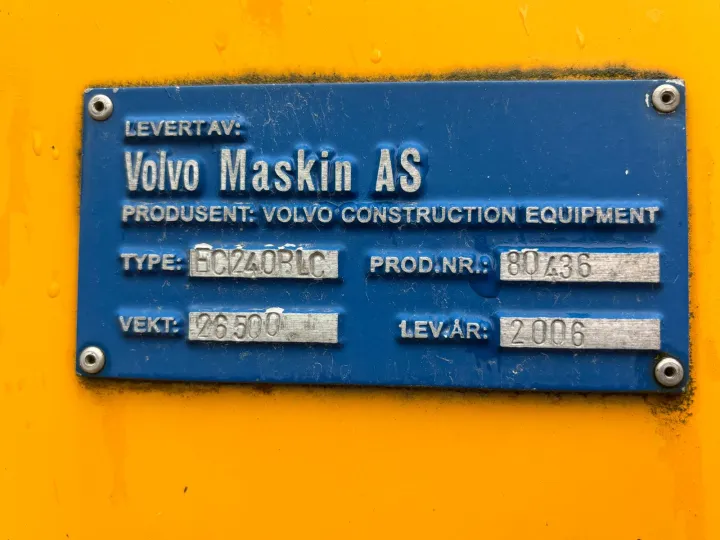 LEVERT AV:
Volvo Maskin AS
PRODUSENT: VOLVO CONSTRUCTION EQUIPMENT
TYPE: EC240BLC PROD.NR.: 80436
VEKT: 26500 LEV.ÅR: 2006